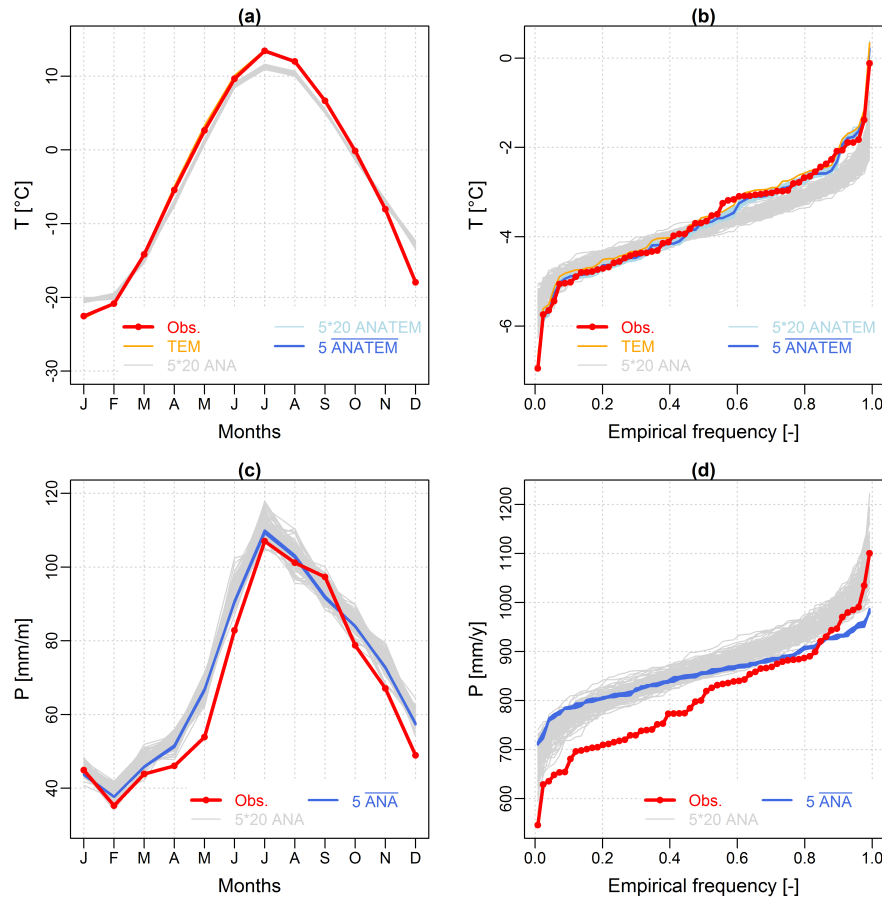 (a)
T [°C]
10
0
-10
-20
-30
Obs.
TEM
5*20 ANA
5*20 ANATEM
5 ANATEM
J F M A M J J A S O N D
Months
(b)
T [°C]
0
-2
-4
-6
Obs.
TEM
5*20 ANA
5*20 ANATEM
5 ANATEM
0.0 0.2 0.4 0.6 0.8 1.0
Empirical frequency [-]
(c)
P [mm/m]
120
100
80
60
40
Obs.
5*20 ANA
5 ANA
J F M A M J J A S O N D
Months
(d)
P [mm/y]
1200
1100
1000
900
800
700
600
Obs.
5*20 ANA
5 ANA
0.0 0.2 0.4 0.6 0.8 1.0
Empirical frequency [-]